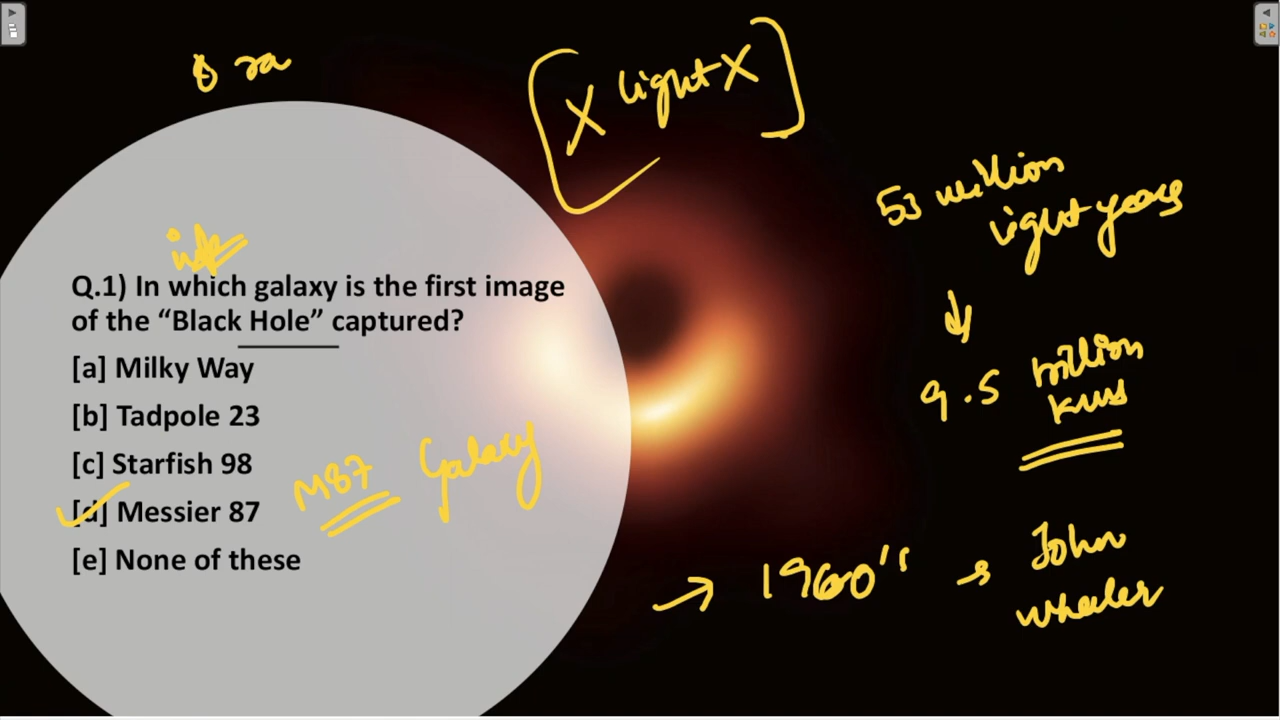 [X light X]
53 million
light years
Q.1) In which galaxy is the first image
of the “Black Hole” captured?
[a] Milky Way
[b] Tadpole 23
[c] Starfish 98
[d] Messier 87
[e] None of these
M87 Galaxy
9.5 trillion
kms
→ 1960's → John
wheeler